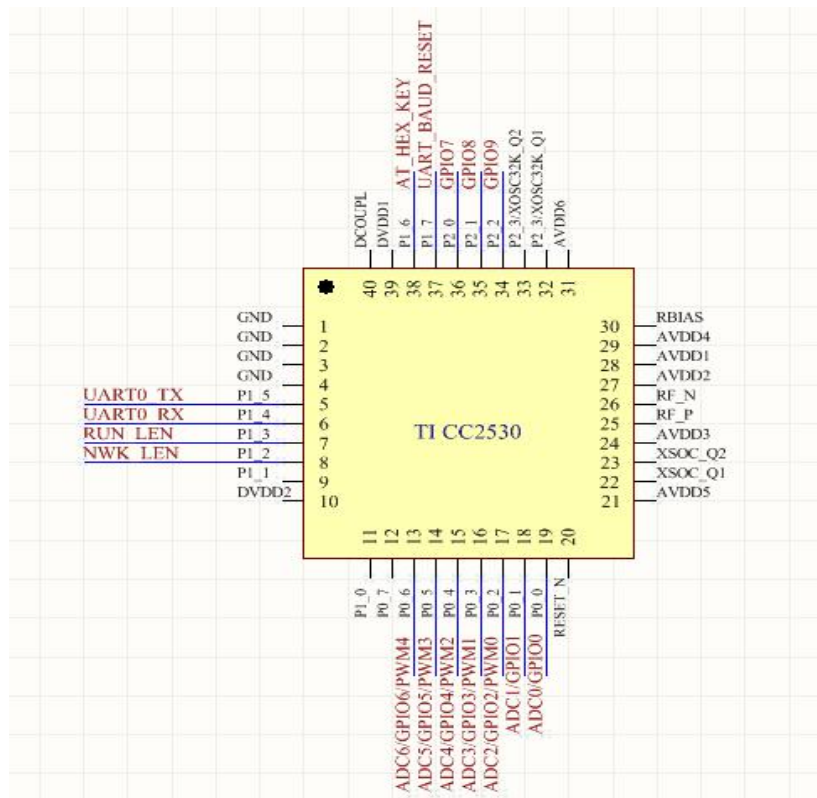 AT_HEX_KEY
UART_BAUD_RESET
GPIO7
GPIO8
GPIO9
DCOUPL
DVDD1
P1_6
P1_7
P2_0
P2_1
P2_2
P2_3/XOSC32K_Q2
P2_3/XOSC32K_Q1
AVDD6
40
39
38
37
36
35
34
33
32
31
GND
1
GND
2
GND
3
GND
4
UART0_TX P1_5
5
UART0_RX P1_4
6
RUN_LEN P1_3
7
NWK_LEN P1_2
8
P1_1
9
DVDD2
10
TI CC2530
30 RBIAS
29 AVDD4
28 AVDD1
27 AVDD2
26 RF_N
25 RF_P
24 AVDD3
23 XSOC_Q2
22 XSOC_Q1
21 AVDD5
11
12
13
14
15
16
17
18
19
20
P1_0
P0_7
P0_6
P0_5
P0_4
P0_3
P0_2
P0_1
P0_0
RESET_N
ADC6/GPIO6/PWM4
ADC5/GPIO5/PWM3
ADC4/GPIO4/PWM2
ADC3/GPIO3/PWM1
ADC2/GPIO2/PWM0
ADC1/GPIO1
ADC0/GPIO0